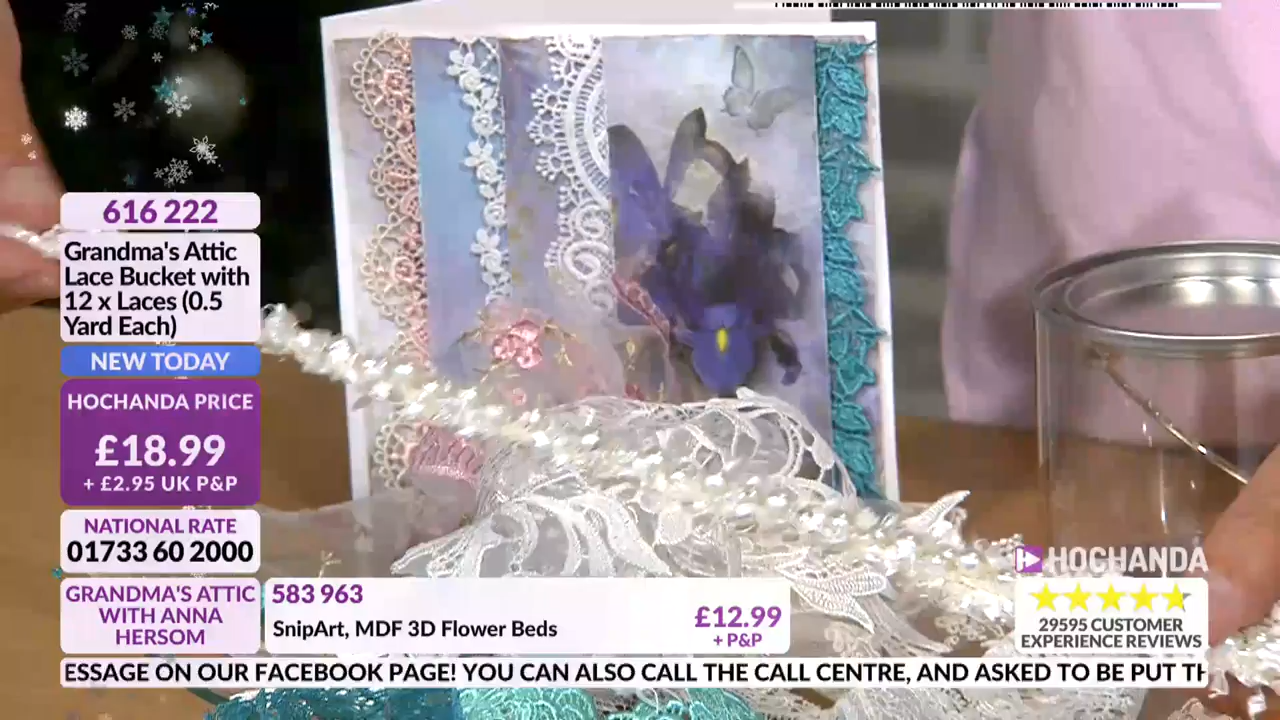 616 222
Grandma's Attic
Lace Bucket with
12 x Laces (0.5
Yard Each)
NEW TODAY
HOCHANDA PRICE
£18.99
+ £2.95 UK P&P
NATIONAL RATE
01733 60 2000
GRANDMA'S ATTIC
WITH ANNA
HERSOM
583 963
SnipArt, MDF 3D Flower Beds
£12.99
+ P&P
HOCHANDA
29595 CUSTOMER
EXPERIENCE REVIEWS
ESSAGE ON OUR FACEBOOK PAGE! YOU CAN ALSO CALL THE CALL CENTRE, AND ASKED TO BE PUT TH